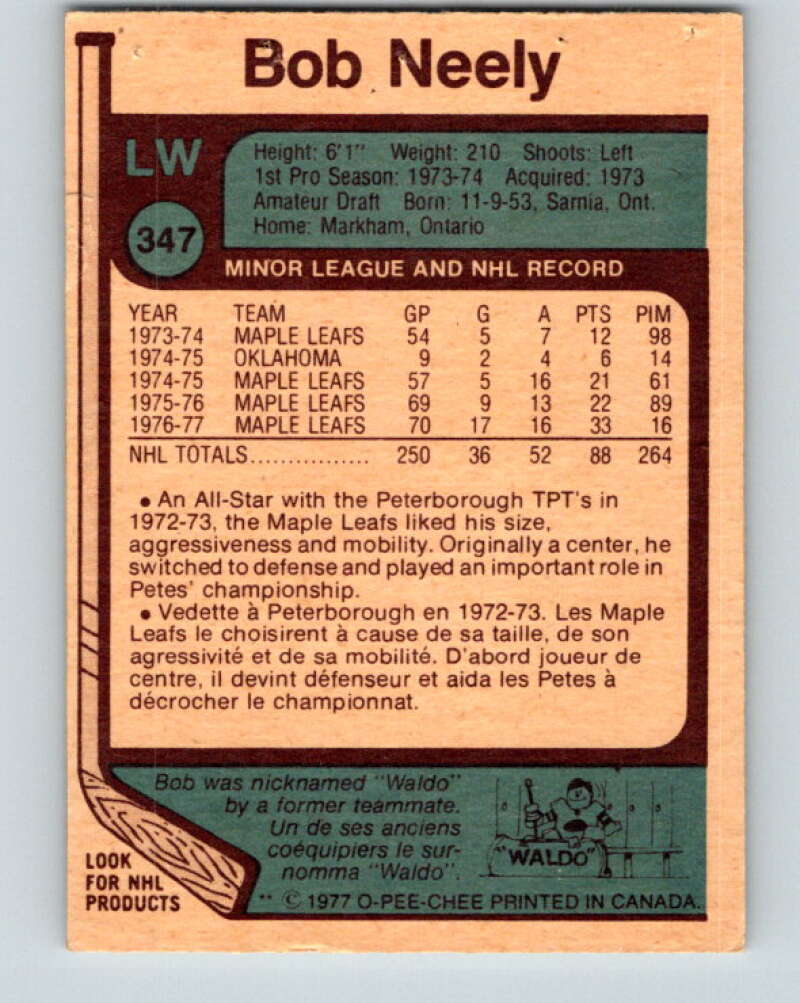 Bob Neely
LW
347
Height: 6'1" Weight: 210 Shoots: Left
1st Pro Season: 1973-74 Acquired: 1973
Amateur Draft Born: 11-9-53, Sarnia, Ont.
Home: Markham, Ontario
MINOR LEAGUE AND NHL RECORD
YEAR TEAM GP G A PTS PIM
1973-74 MAPLE LEAFS 54 5 7 12 98
1974-75 OKLAHOMA 9 2 4 6 14
1974-75 MAPLE LEAFS 57 5 16 21 61
1975-76 MAPLE LEAFS 69 9 13 22 89
1976-77 MAPLE LEAFS 70 17 16 33 16
NHL TOTALS................ 250 36 52 88 264
• An All-Star with the Peterborough TPT's in
1972-73, the Maple Leafs liked his size,
aggressiveness and mobility. Originally a center, he
switched to defense and played an important role in
Petes' championship.
• Vedette à Peterborough en 1972-73. Les Maple
Leafs le choisirent à cause de sa taille, de son
agressivité et de sa mobilité. D'abord joueur de
centre, il devint défenseur et aida les Petes à
décrocher le championnat.
Bob was nicknamed "Waldo"
by a former teammate.
Un de ses anciens
coéquipiers le sur-
nomma "Waldo".
"WALDO"
LOOK
FOR NHL
PRODUCTS
** © 1977 O-PEE-CHEE PRINTED IN CANADA.